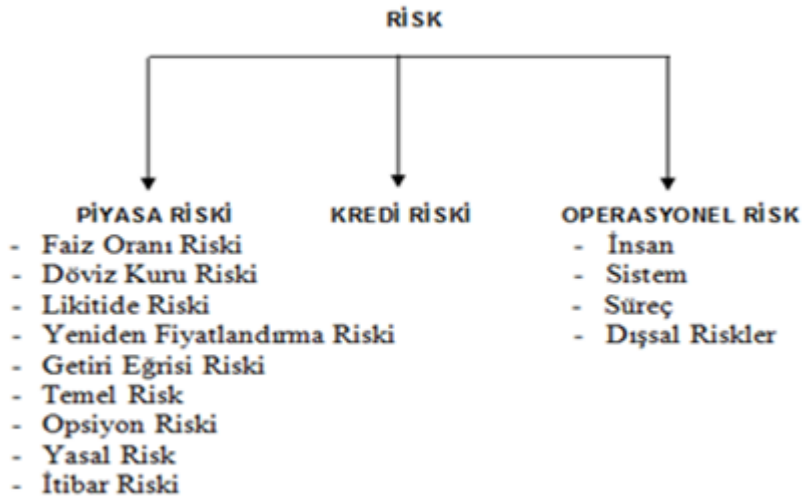 RİSK
PİYASA RİSKİ
- Faiz Oranı Riski
- Döviz Kuru Riski
- Likitide Riski
- Yeniden Fiyatlandırma Riski
- Getiri Eğrisi Riski
- Temel Risk
- Opsiyon Riski
- Yasal Risk
- İtibar Riski
KREDİ RİSKİ
OPERASYONEL RİSK
- İnsan
- Sistem
- Süreç
- Dışsal Riskler